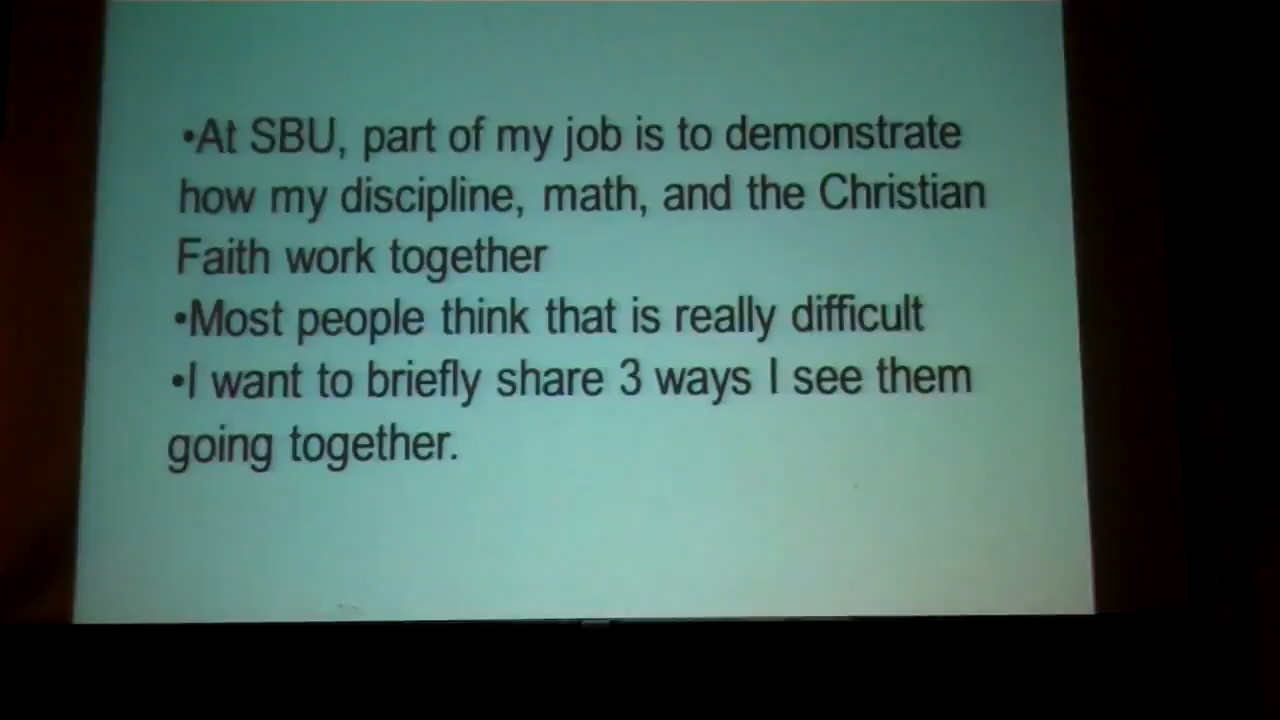 •At SBU, part of my job is to demonstrate
how my discipline, math, and the Christian
Faith work together
•Most people think that is really difficult
•I want to briefly share 3 ways I see them
going together.